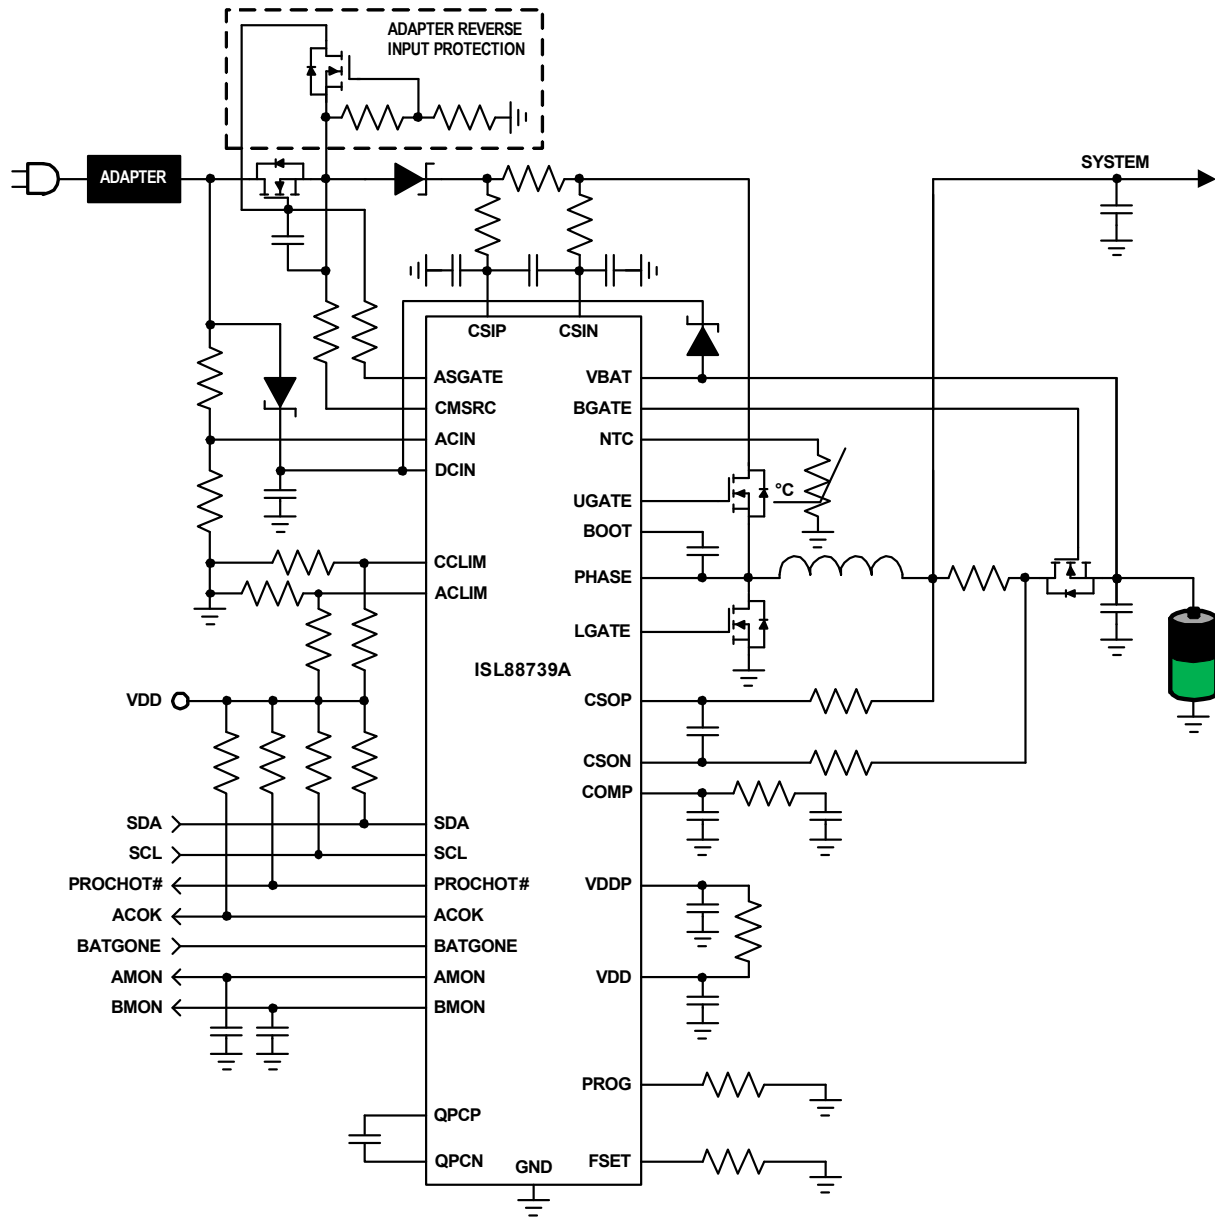 ADAPTER REVERSE
INPUT PROTECTION
ADAPTER
SYSTEM
CSIP
CSIN
ASGATE
CMSRC
ACIN
DCIN
CCLIM
ACLIM
VBAT
BGATE
NTC
°C
UGATE
BOOT
PHASE
LGATE
ISL88739A
VDD
CSOP
CSON
COMP
SDA
SDA
SCL
SCL
PROCHOT#
PROCHOT#
ACOK
ACOK
BATGONE
BATGONE
AMON
AMON
BMON
BMON
VDDP
VDD
PROG
QPCP
QPCN
GND
FSET